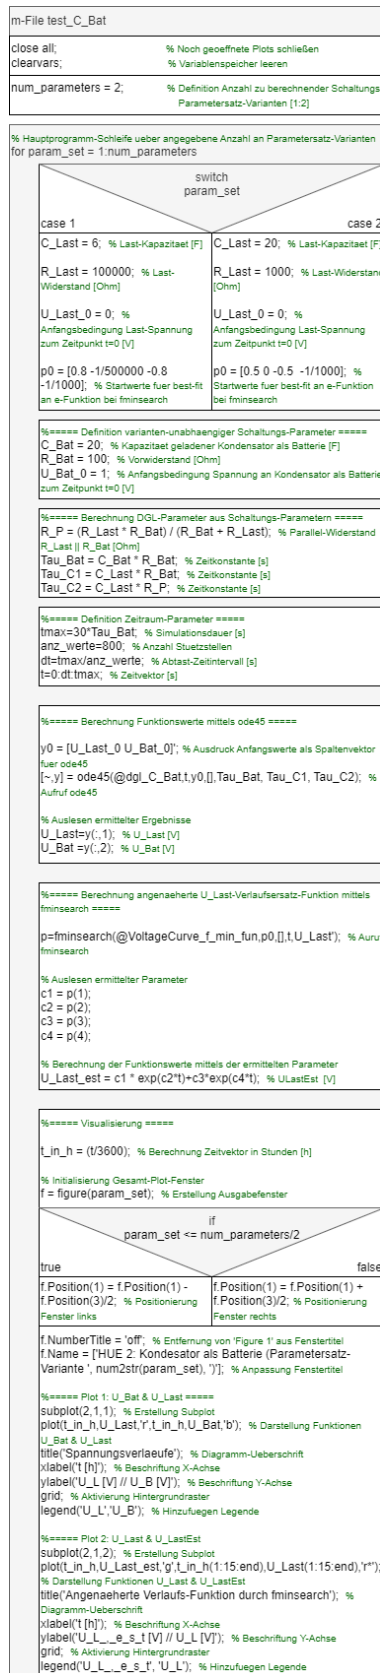 m-File test_C_Bat
close all; % Noch geoeffnete Plots schließen
clearvars; % Variablenspeicher leeren
num_parameters = 2; % Definition Anzahl zu berechnender Schaltungs-
Parametersatz-Varianten [1:2]
% Hauptprogramm-Schleife ueber angegebene Anzahl an Parametersatz-Varianten
for param_set = 1:num_parameters
switch
param_set
case 1
case 2
C_Last = 6; % Last-Kapazitaet [F]
R_Last = 100000; % Last-
Widerstand [Ohm]
U_Last_0 = 0; %
Anfangsbedingung Last-Spannung
zum Zeitpunkt t=0 [V]
p0 = [0.8 -1/500000 -0.8
-1/1000]; % Startwerte fuer best-fit
an e-Funktion bei fminsearch
C_Last = 20; % Last-Kapazitaet [F]
R_Last = 1000; % Last-Widerstand
[Ohm]
U_Last_0 = 0; %
Anfangsbedingung Last-Spannung
zum Zeitpunkt t=0 [V]
p0 = [0.5 0 -0.5 -1/1000]; %
Startwerte fuer best-fit an e-Funktion
bei fminsearch
%===== Definition varianten-unabhaengiger Schaltungs-Parameter =====
C_Bat = 20; % Kapazitaet geladener Kondensator als Batterie [F]
R_Bat = 100; % Vorwiderstand [Ohm]
U_Bat_0 = 1; % Anfangsbedingung Spannung an Kondensator als Batterie
zum Zeitpunkt t=0 [V]
%===== Berechnung DGL-Parameter aus Schaltungs-Parametern =====
R_P = (R_Last * R_Bat) / (R_Bat + R_Last); % Parallel-Widerstand
R_Last || R_Bat [Ohm]
Tau_Bat = C_Bat * R_Bat; % Zeitkonstante [s]
Tau_C1 = C_Last * R_Bat; % Zeitkonstante [s]
Tau_C2 = C_Last * R_P; % Zeitkonstante [s]
%===== Definition Zeitraum-Parameter =====
tmax=30*Tau_Bat; % Simulationsdauer [s]
anz_werte=800; % Anzahl Stuetzstellen
dt=tmax/anz_werte; % Abtast-Zeitintervall [s]
t=0:dt:tmax; % Zeitvektor [s]
%===== Berechnung Funktionswerte mittels ode45 =====
y0 = [U_Last_0 U_Bat_0]'; % Ausdruck Anfangswerte als Spaltenvektor
fuer ode45
[~,y] = ode45(@dgl_C_Bat,t,y0,[],Tau_Bat, Tau_C1, Tau_C2); %
Aufruf ode45
% Auslesen ermittelter Ergebnisse
U_Last=y(:,1); % U_Last [V]
U_Bat =y(:,2); % U_Bat [V]
%===== Berechnung angenaeherte U_Last-Verlaufsersatz-Funktion mittels
fminsearch =====
p=fminsearch(@VoltageCurve_f_min_fun,p0,[],t,U_Last'); % Auruf
fminsearch
% Auslesen ermittelter Parameter
c1 = p(1);
c2 = p(2);
c3 = p(3);
c4 = p(4);
% Berechnung der Funktionswerte mittels der ermittelten Parameter
U_Last_est = c1 * exp(c2*t)+c3*exp(c4*t); % ULastEst [V]
%===== Visualisierung =====
t_in_h = (t/3600); % Berechnung Zeitvektor in Stunden [h]
% Initialisierung Gesamt-Plot-Fenster
f = figure(param_set); % Erstellung Ausgabefenster
if
param_set <= num_parameters/2
true
false
f.Position(1) = f.Position(1) -
f.Position(3)/2; % Positionierung
Fenster links
f.Position(1) = f.Position(1) +
f.Position(3)/2; % Positionierung
Fenster rechts
f.NumberTitle = 'off'; % Entfernung von 'Figure 1' aus Fenstertitel
f.Name = ['HUE 2: Kondesator als Batterie (Parametersatz-
Variante ', num2str(param_set), ')']; % Anpassung Fenstertitel
%===== Plot 1: U_Bat & U_Last =====
subplot(2,1,1); % Erstellung Subplot
plot(t_in_h,U_Last,'r',t_in_h,U_Bat,'b'); % Darstellung Funktionen
U_Bat & U_Last
title('Spannungsverlaeufe'); % Diagramm-Ueberschrift
xlabel('t [h]'); % Beschriftung X-Achse
ylabel('U_L [V] // U_B [V]'); % Beschriftung Y-Achse
grid; % Aktivierung Hintergrundraster
legend('U_L','U_B'); % Hinzufuegen Legende
%===== Plot 2: U_Last & U_LastEst
subplot(2,1,2); % Erstellung Subplot
plot(t_in_h,U_Last_est,'g',t_in_h(1:15:end),U_Last(1:15:end),'r*');
% Darstellung Funktionen U_Last & U_LastEst
title('Angenaeherte Verlaufs-Funktion durch fminsearch'); %
Diagramm-Ueberschrift
xlabel('t [h]'); % Beschriftung X-Achse
ylabel('U_L_,_e_s_t [V] // U_L [V]'); % Beschriftung Y-Achse
grid; % Aktivierung Hintergrundraster
legend('U_L_,_e_s_t', 'U_L'); % Hinzufuegen Legende